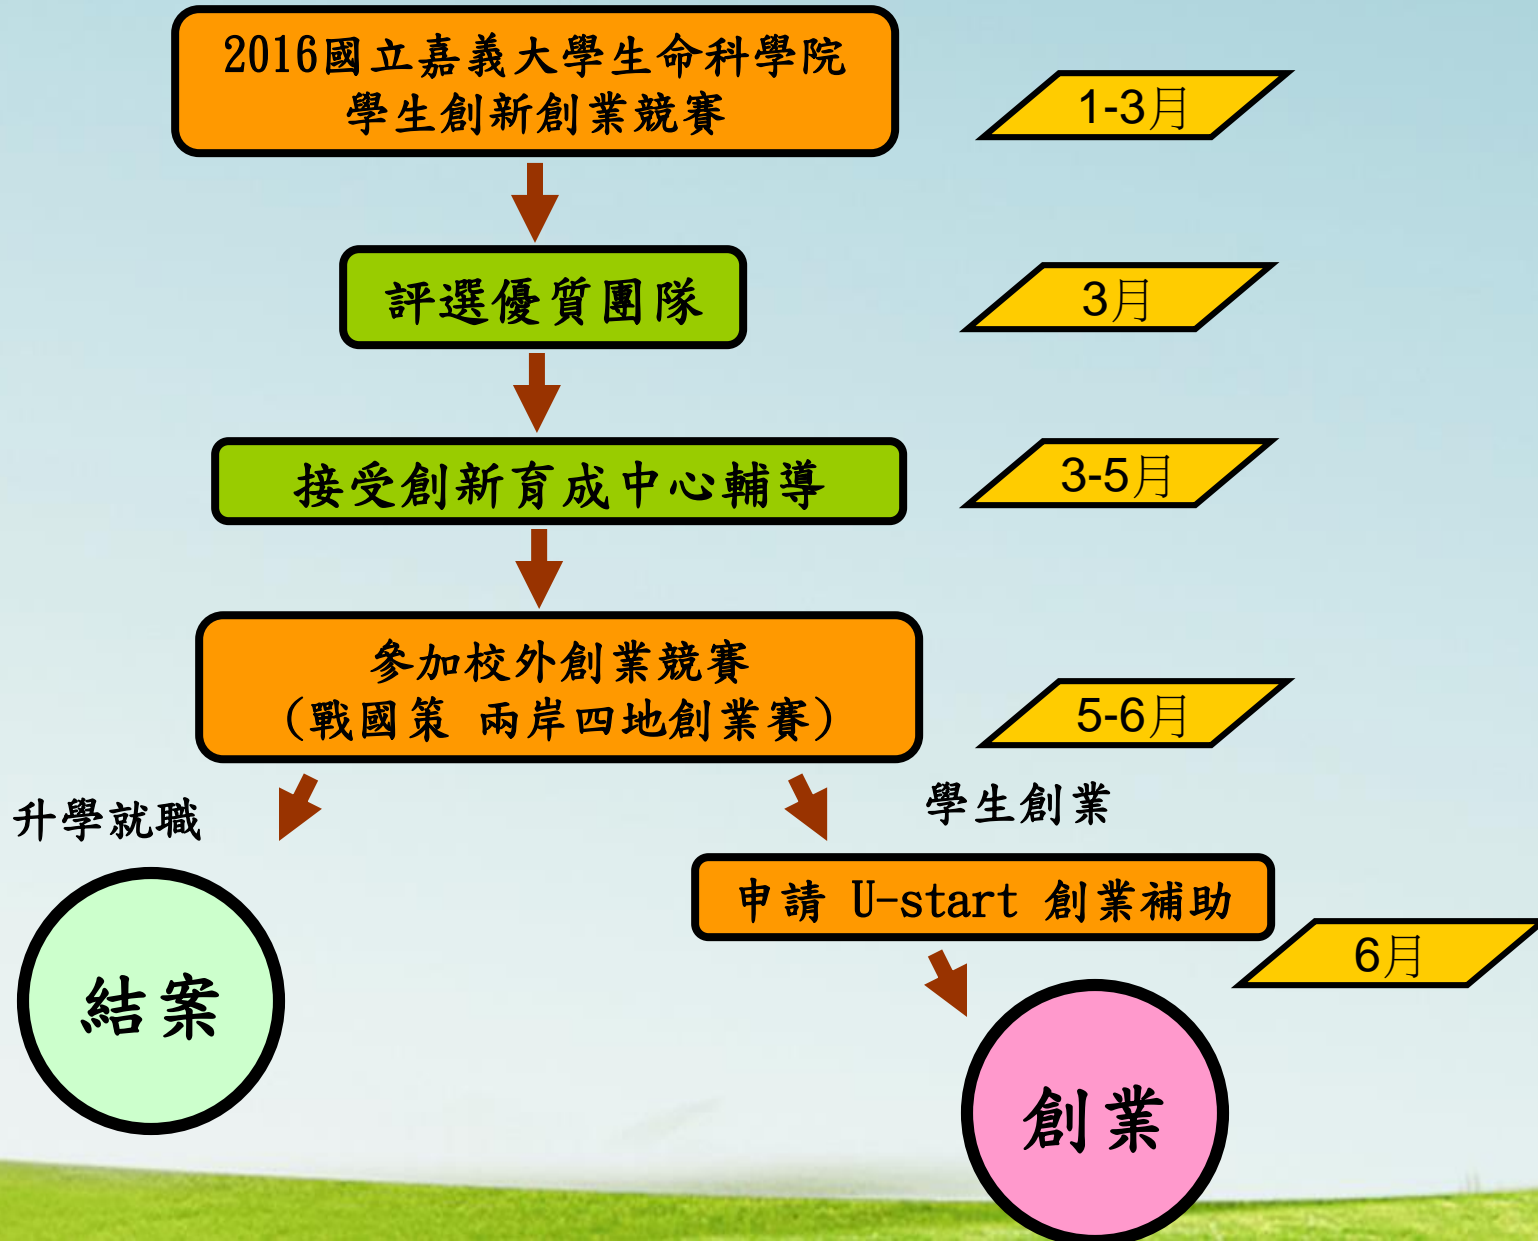 2016國立嘉義大學生命科學院
學生創新創業競賽
1-3月
評選優質團隊
3月
接受創新育成中心輔導
3-5月
參加校外創業競賽
(戰國策 兩岸四地創業賽)
5-6月
升學就職
學生創業
申請 U-start 創業補助
6月
結案
創業